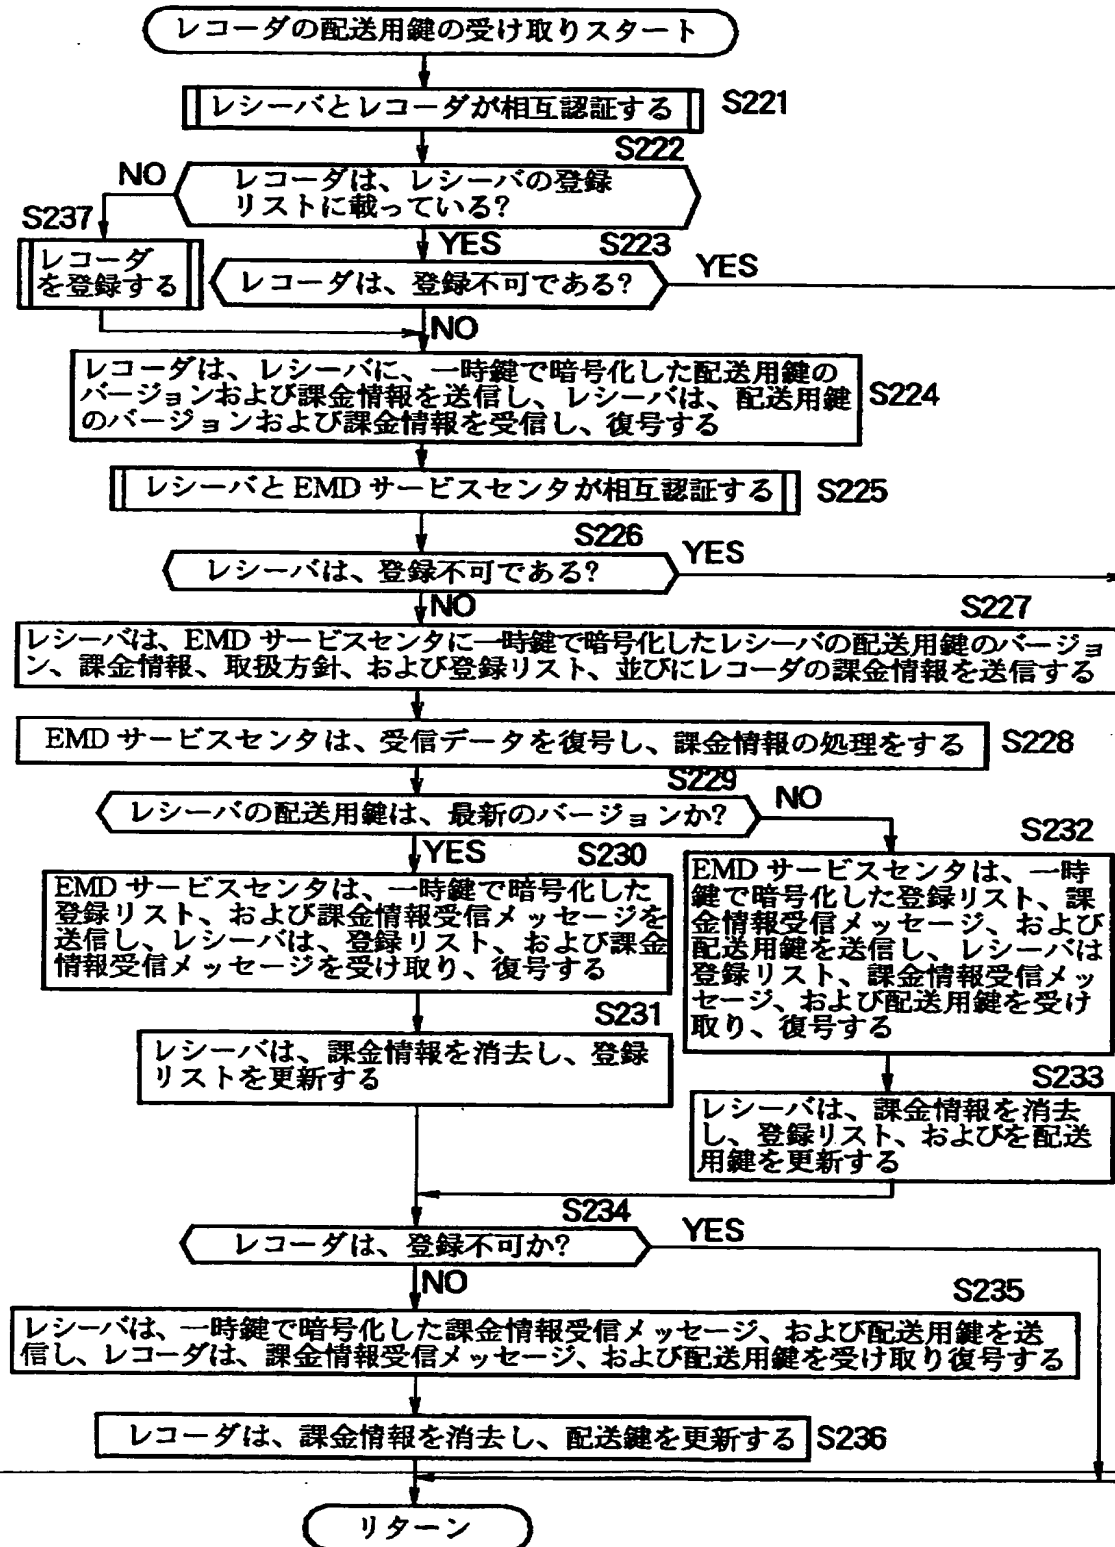 レコーダの配送用鍵の受け取りスタート
レシーバとレコーダが相互認証する
S221
S222
レコーダは、レシーバの登録
リストに載っている?
NO
S237
YES
S223
レコーダ
を登録する
レコーダは、登録不可である?
YES
NO
レコーダは、レシーバに、一時鍵で暗号化した配送用鍵の
バージョンおよび課金情報を送信し、レシーバは、配送用鍵
のバージョンおよび課金情報を受信し、復号する
S224
レシーバとEMDサービスセンタが相互認証する
S225
S226
レシーバは、登録不可である?
YES
NO
S227
レシーバは、EMDサービスセンタに一時鍵で暗号化したレシーバの配送用鍵のバージョ
ン、課金情報、取扱方針、および登録リスト、並びにレコーダの課金情報を送信する
EMDサービスセンタは、受信データを復号し、課金情報の処理をする
S228
S229
レシーバの配送用鍵は、最新のバージョンか?
NO
YES
S230
EMDサービスセンタは、一時鍵で暗号化した
登録リスト、および課金情報受信メッセージを
送信し、レシーバは、登録リスト、および課金
情報受信メッセージを受け取り、復号する
S232
EMDサービスセンタは、一時
鍵で暗号化した登録リスト、課
金情報受信メッセージ、および
配送用鍵を送信し、レシーバは
登録リスト、課金情報受信メッ
セージ、および配送用鍵を受け
取り、復号する
S231
レシーバは、課金情報を消去し、登録
リストを更新する
S233
レシーバは、課金情報を消去
し、登録リスト、およびを配送
用鍵を更新する
S234
レコーダは、登録不可か?
YES
NO
S235
レシーバは、一時鍵で暗号化した課金情報受信メッセージ、および配送用鍵を送
信し、レコーダは、課金情報受信メッセージ、および配送用鍵を受け取り復号する
レコーダは、課金情報を消去し、配送鍵を更新する
S236
リターン